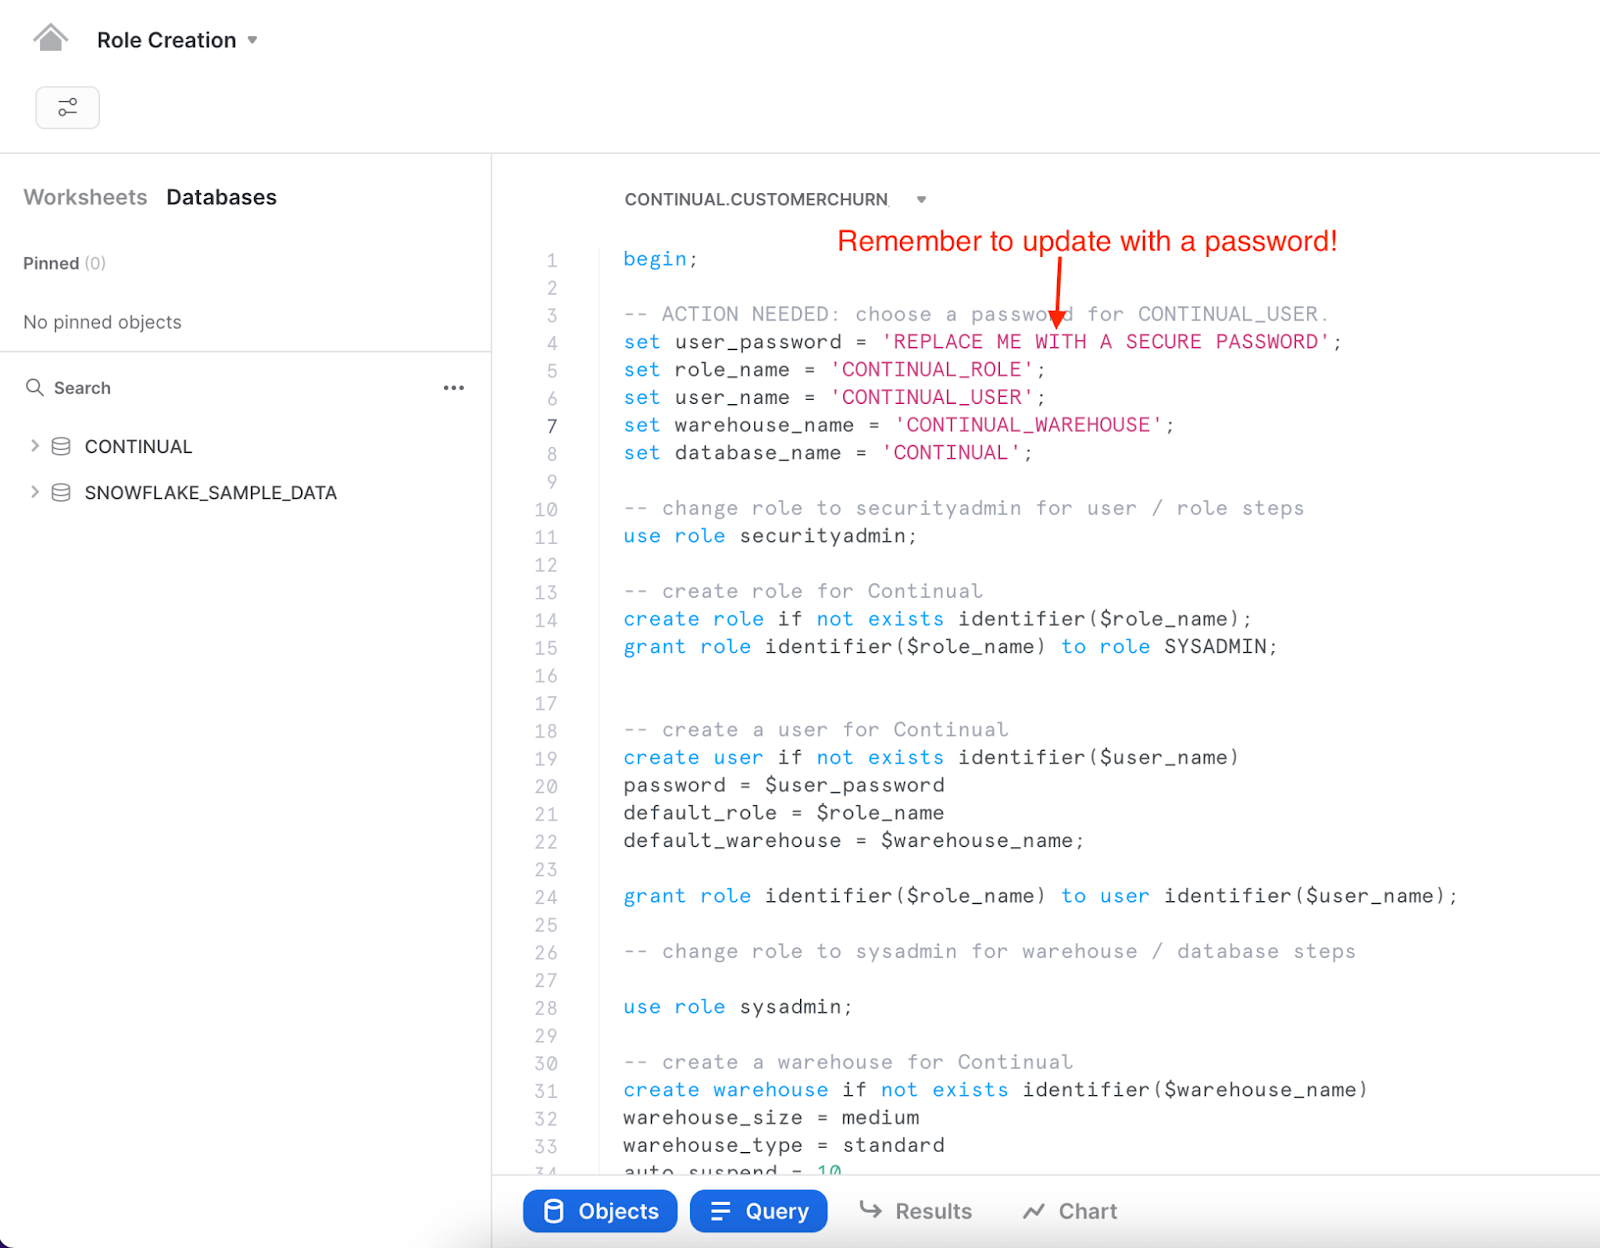 Role Creation
Worksheets Databases
Pinned (0)
No pinned objects
Search
CONTINUAL
SNOWFLAKE_SAMPLE_DATA
CONTINUAL.CUSTOMERCHURN
Remember to update with a password!
1 begin;
2
3 -- ACTION NEEDED: choose a password for CONTINUAL_USER.
4 set user_password = 'REPLACE ME WITH A SECURE PASSWORD';
5 set role_name = 'CONTINUAL_ROLE';
6 set user_name = 'CONTINUAL_USER';
7 set warehouse_name = 'CONTINUAL_WAREHOUSE';
8 set database_name = 'CONTINUAL';
9
10 -- change role to securityadmin for user / role steps
11 use role securityadmin;
12
13 -- create role for Continual
14 create role if not exists identifier($role_name);
15 grant role identifier($role_name) to role SYSADMIN;
16
17
18 -- create a user for Continual
19 create user if not exists identifier($user_name)
20 password = $user_password
21 default_role = $role_name
22 default_warehouse = $warehouse_name;
23
24 grant role identifier($role_name) to user identifier($user_name);
25
26 -- change role to sysadmin for warehouse / database steps
27
28 use role sysadmin;
29
30 -- create a warehouse for Continual
31 create warehouse if not exists identifier($warehouse_name)
32 warehouse_size = medium
33 warehouse_type = standard
34 auto_suspend = 10
Objects Query Results Chart